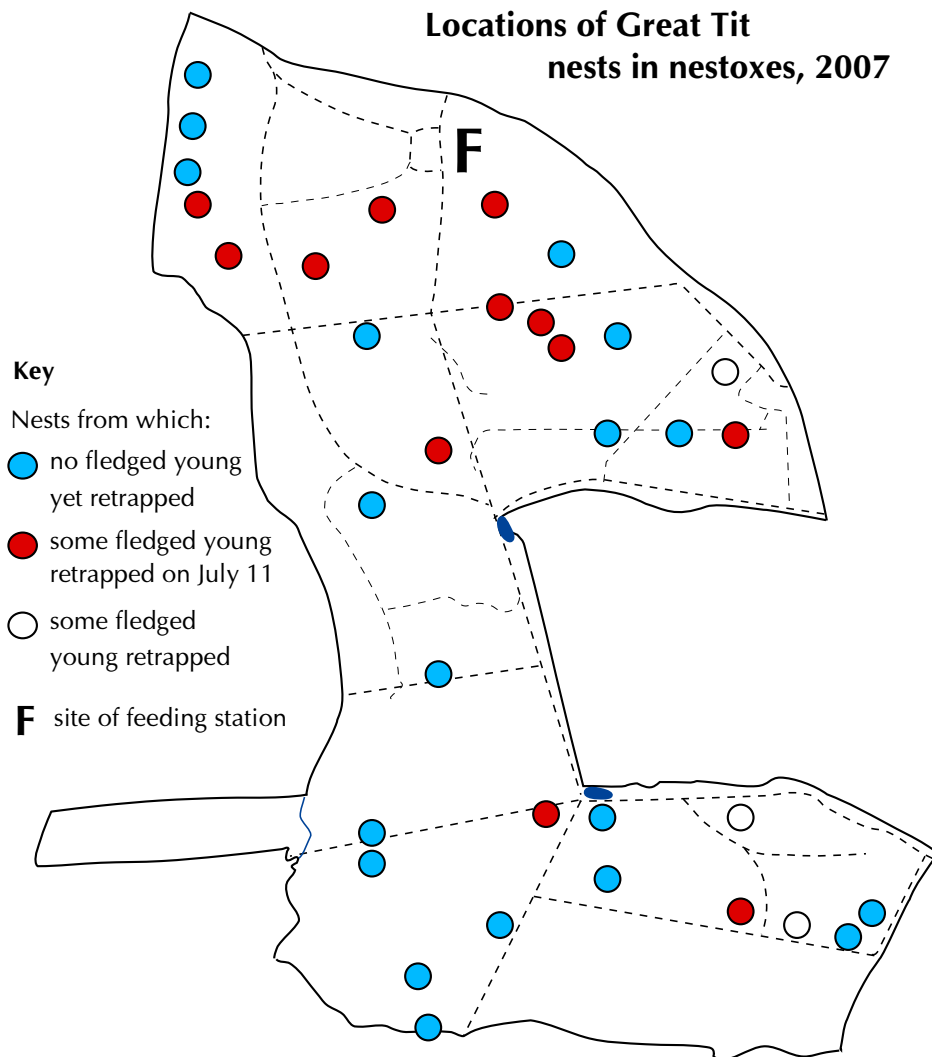 Locations of Great Tit
nests in nestoxes, 2007
F
Key
Nests from which:
no fledged young
yet retrapped
some fledged young
retrapped on July 11
some fledged
young retrapped
F site of feeding station